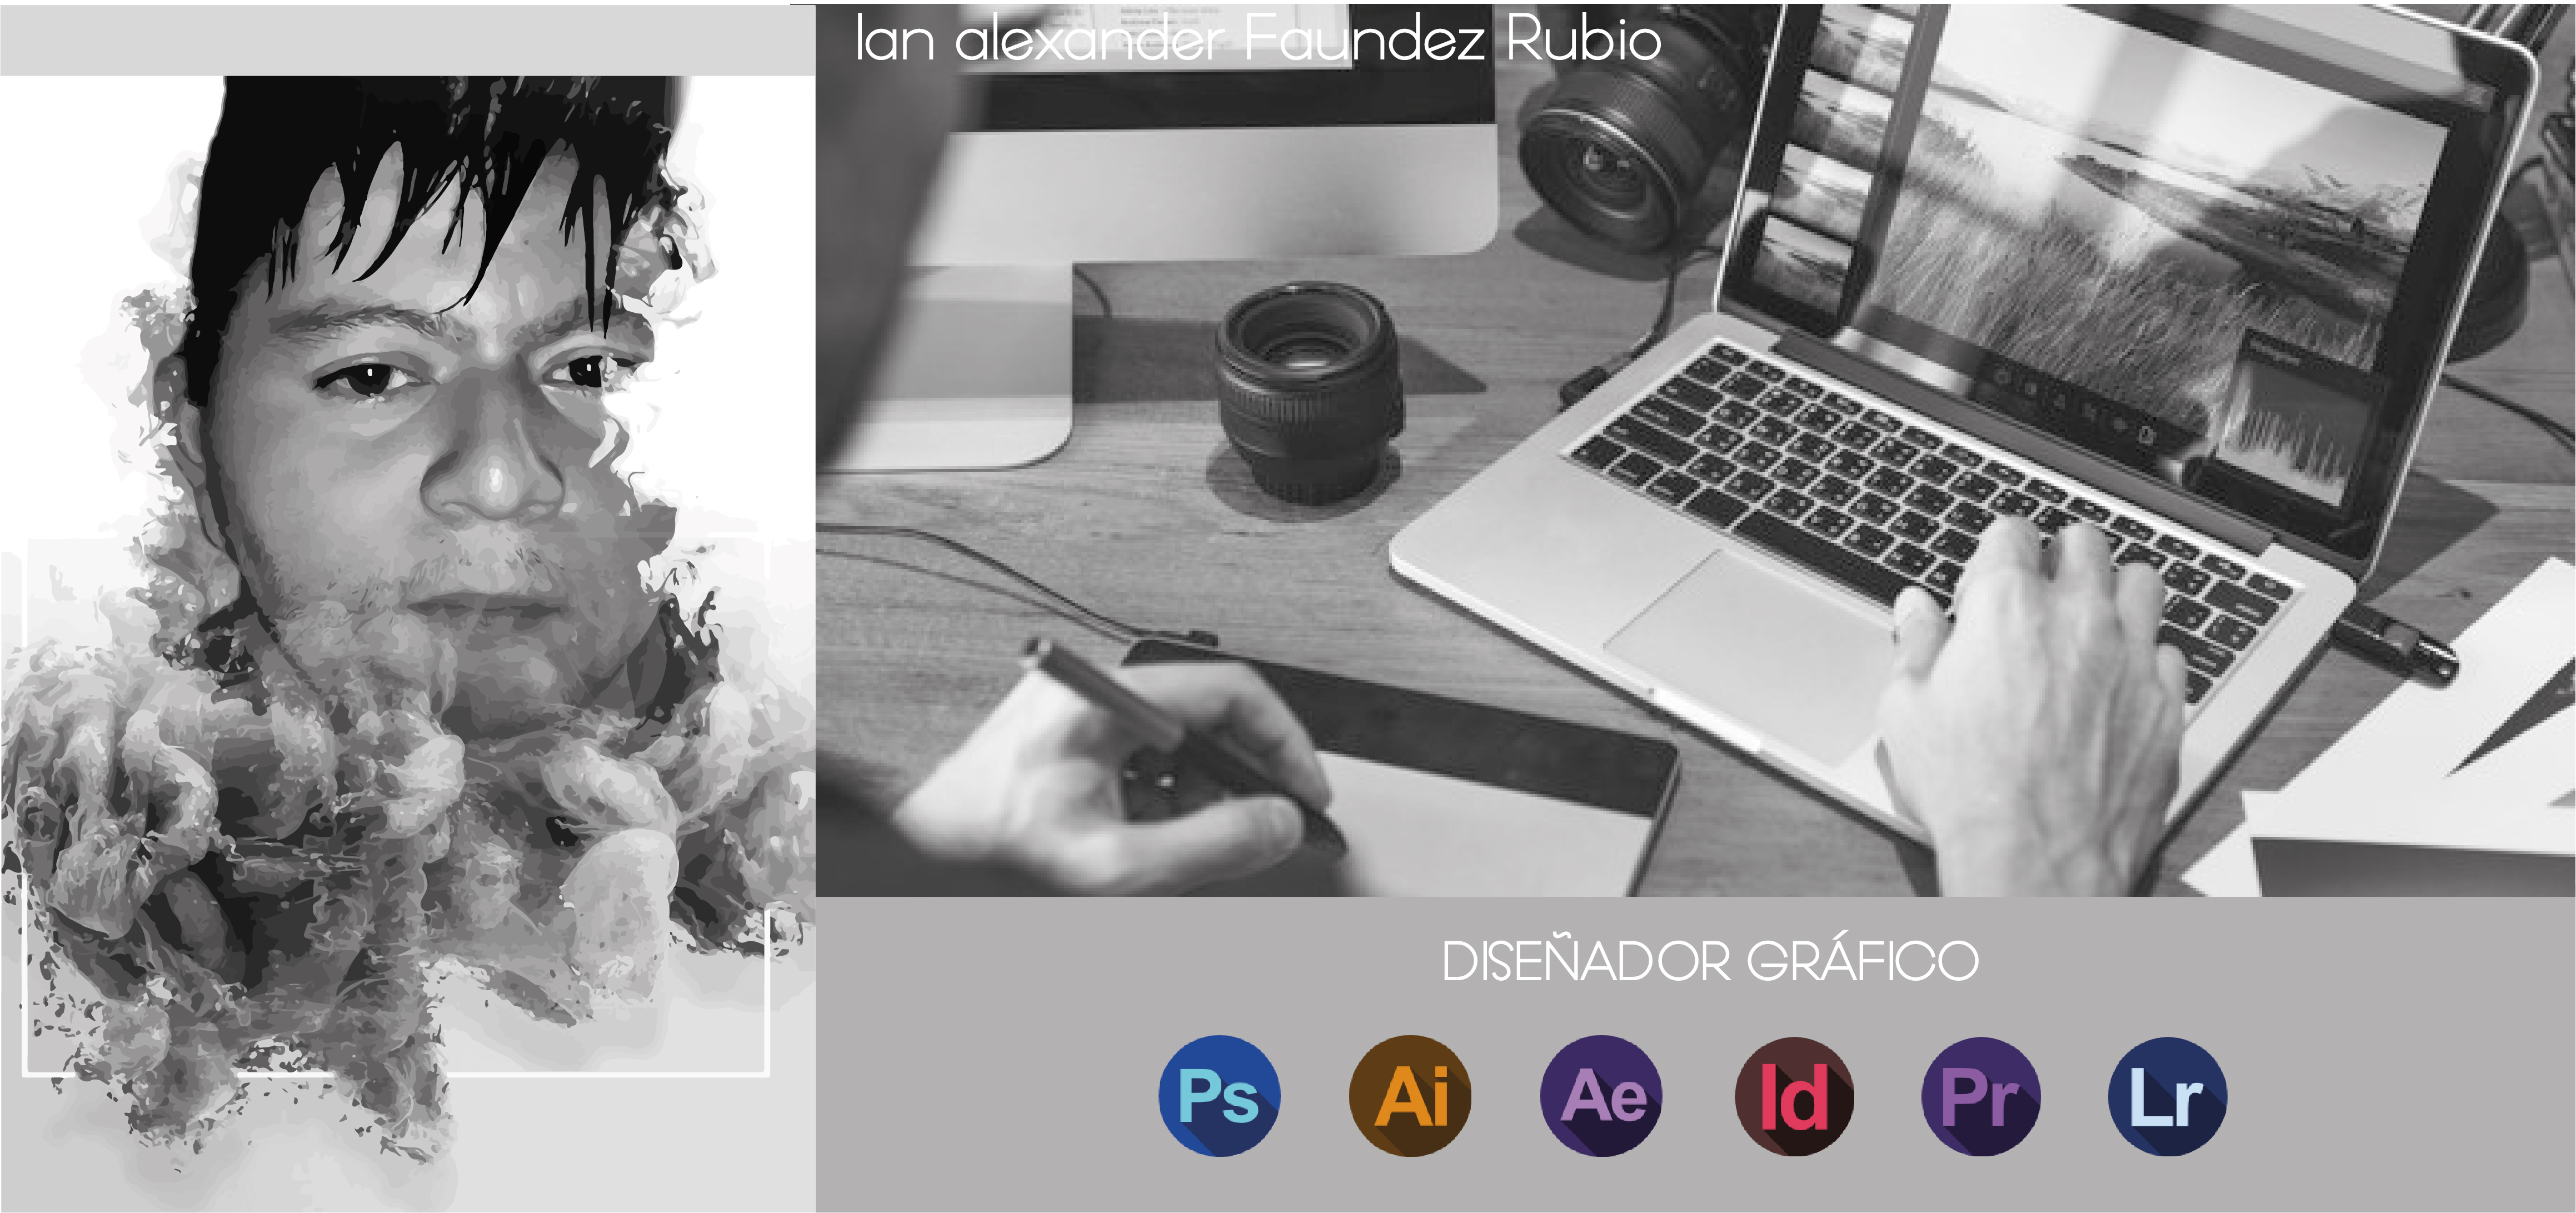 Ian alexander Faundez Rubio
DISEÑADOR GRÁFICO
Ps Ai Ae Id Pr Lr